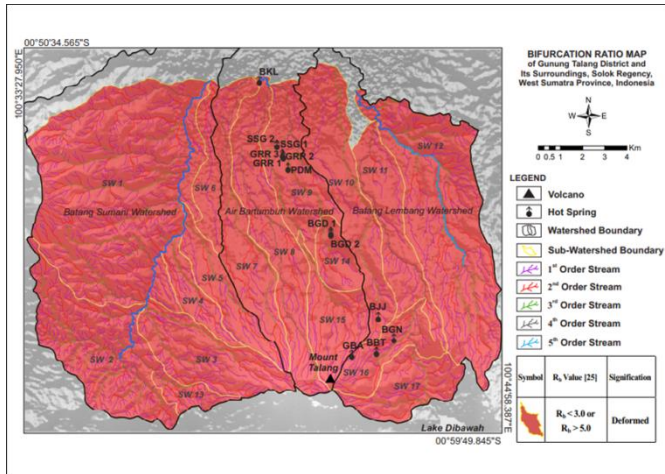 00°50'34.565"S
100°33'27.950"E
BKL
SSG 2
SSG 1
GRR 3
GRR 2
GRR 1
PDM
SW 12
SW 1
SW 6
SW 10
SW 11
SW 9
Batang Sumani Watershed
Air Bartumbuh Watershed
Batang Lembang Watershed
BGD 1
BGD 2
SW 8
SW 7
SW 14
SW 5
SW 4
SW 15
BJJ
BGN
BBT
GBA
SW 2
SW 3
Mount
Talang
SW 16
SW 17
SW 13
Lake Dibawah
100°44'58.387"E
00°59'49.845"S
BIFURCATION RATIO MAP
of Gunung Talang District and
Its Surroundings, Solok Regency,
West Sumatra Province, Indonesia
N
W E
S
0 0.5 1 2 3 4
Km
LEGEND
Volcano
Hot Spring
Watershed Boundary
Sub-Watershed Boundary
1st Order Stream
2nd Order Stream
3rd Order Stream
4th Order Stream
5th Order Stream
Symbol Rb Value [25] Signification
Rb < 3.0 or
Rb > 5.0
Deformed